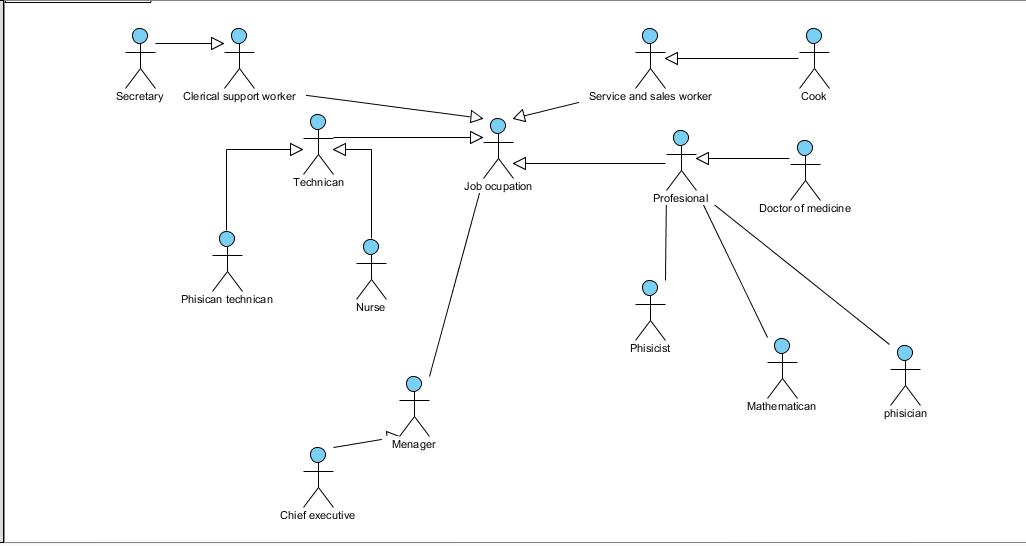 Secretary
Clerical support worker
Service and sales worker
Cook
Technican
Job ocupation
Profesional
Doctor of medicine
Phisican technican
Nurse
Phisicist
Mathematican
phisician
Menager
Chief executive